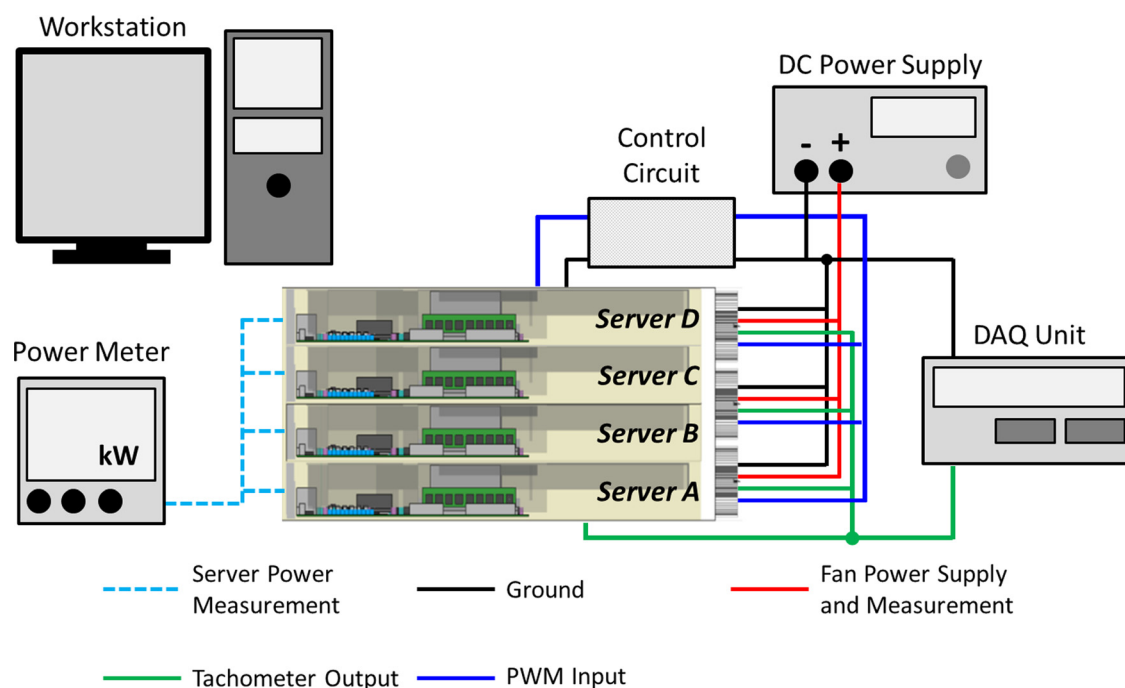 Workstation
DC Power Supply
- +
Control
Circuit
Server D
Server C
Server B
Server A
Power Meter
kW
DAQ Unit
Server Power
Measurement
Ground
Fan Power Supply
and Measurement
Tachometer Output
PWM Input